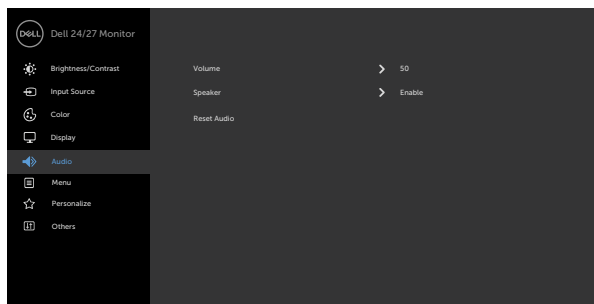 DELL Dell 24/27 Monitor
Brightness/Contrast
Input Source
Color
Display
Audio
Menu
Personalize
Others
Volume 50
Speaker Enable
Reset Audio